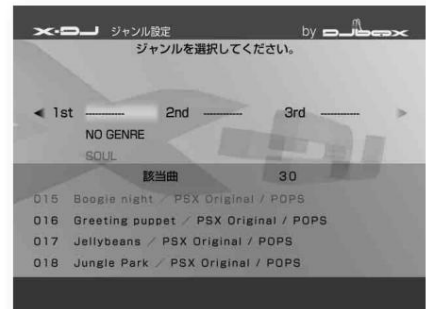 X-DJ ジャンル設定 by DJbox
ジャンルを選択してください。
◀ 1st ---------- 2nd ---------- 3rd ---------- ▶
NO GENRE
SOUL
該当曲 30
015 Boogie night / PSX Original / POPS
016 Greeting puppet / PSX Original / POPS
017 Jellybeans / PSX Original / POPS
018 Jungle Park / PSX Original / POPS